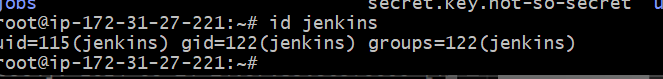 jobs secret.key.not-so-secret u
root@ip-172-31-27-221:~# id jenkins
uid=115(jenkins) gid=122(jenkins) groups=122(jenkins)
root@ip-172-31-27-221:~#